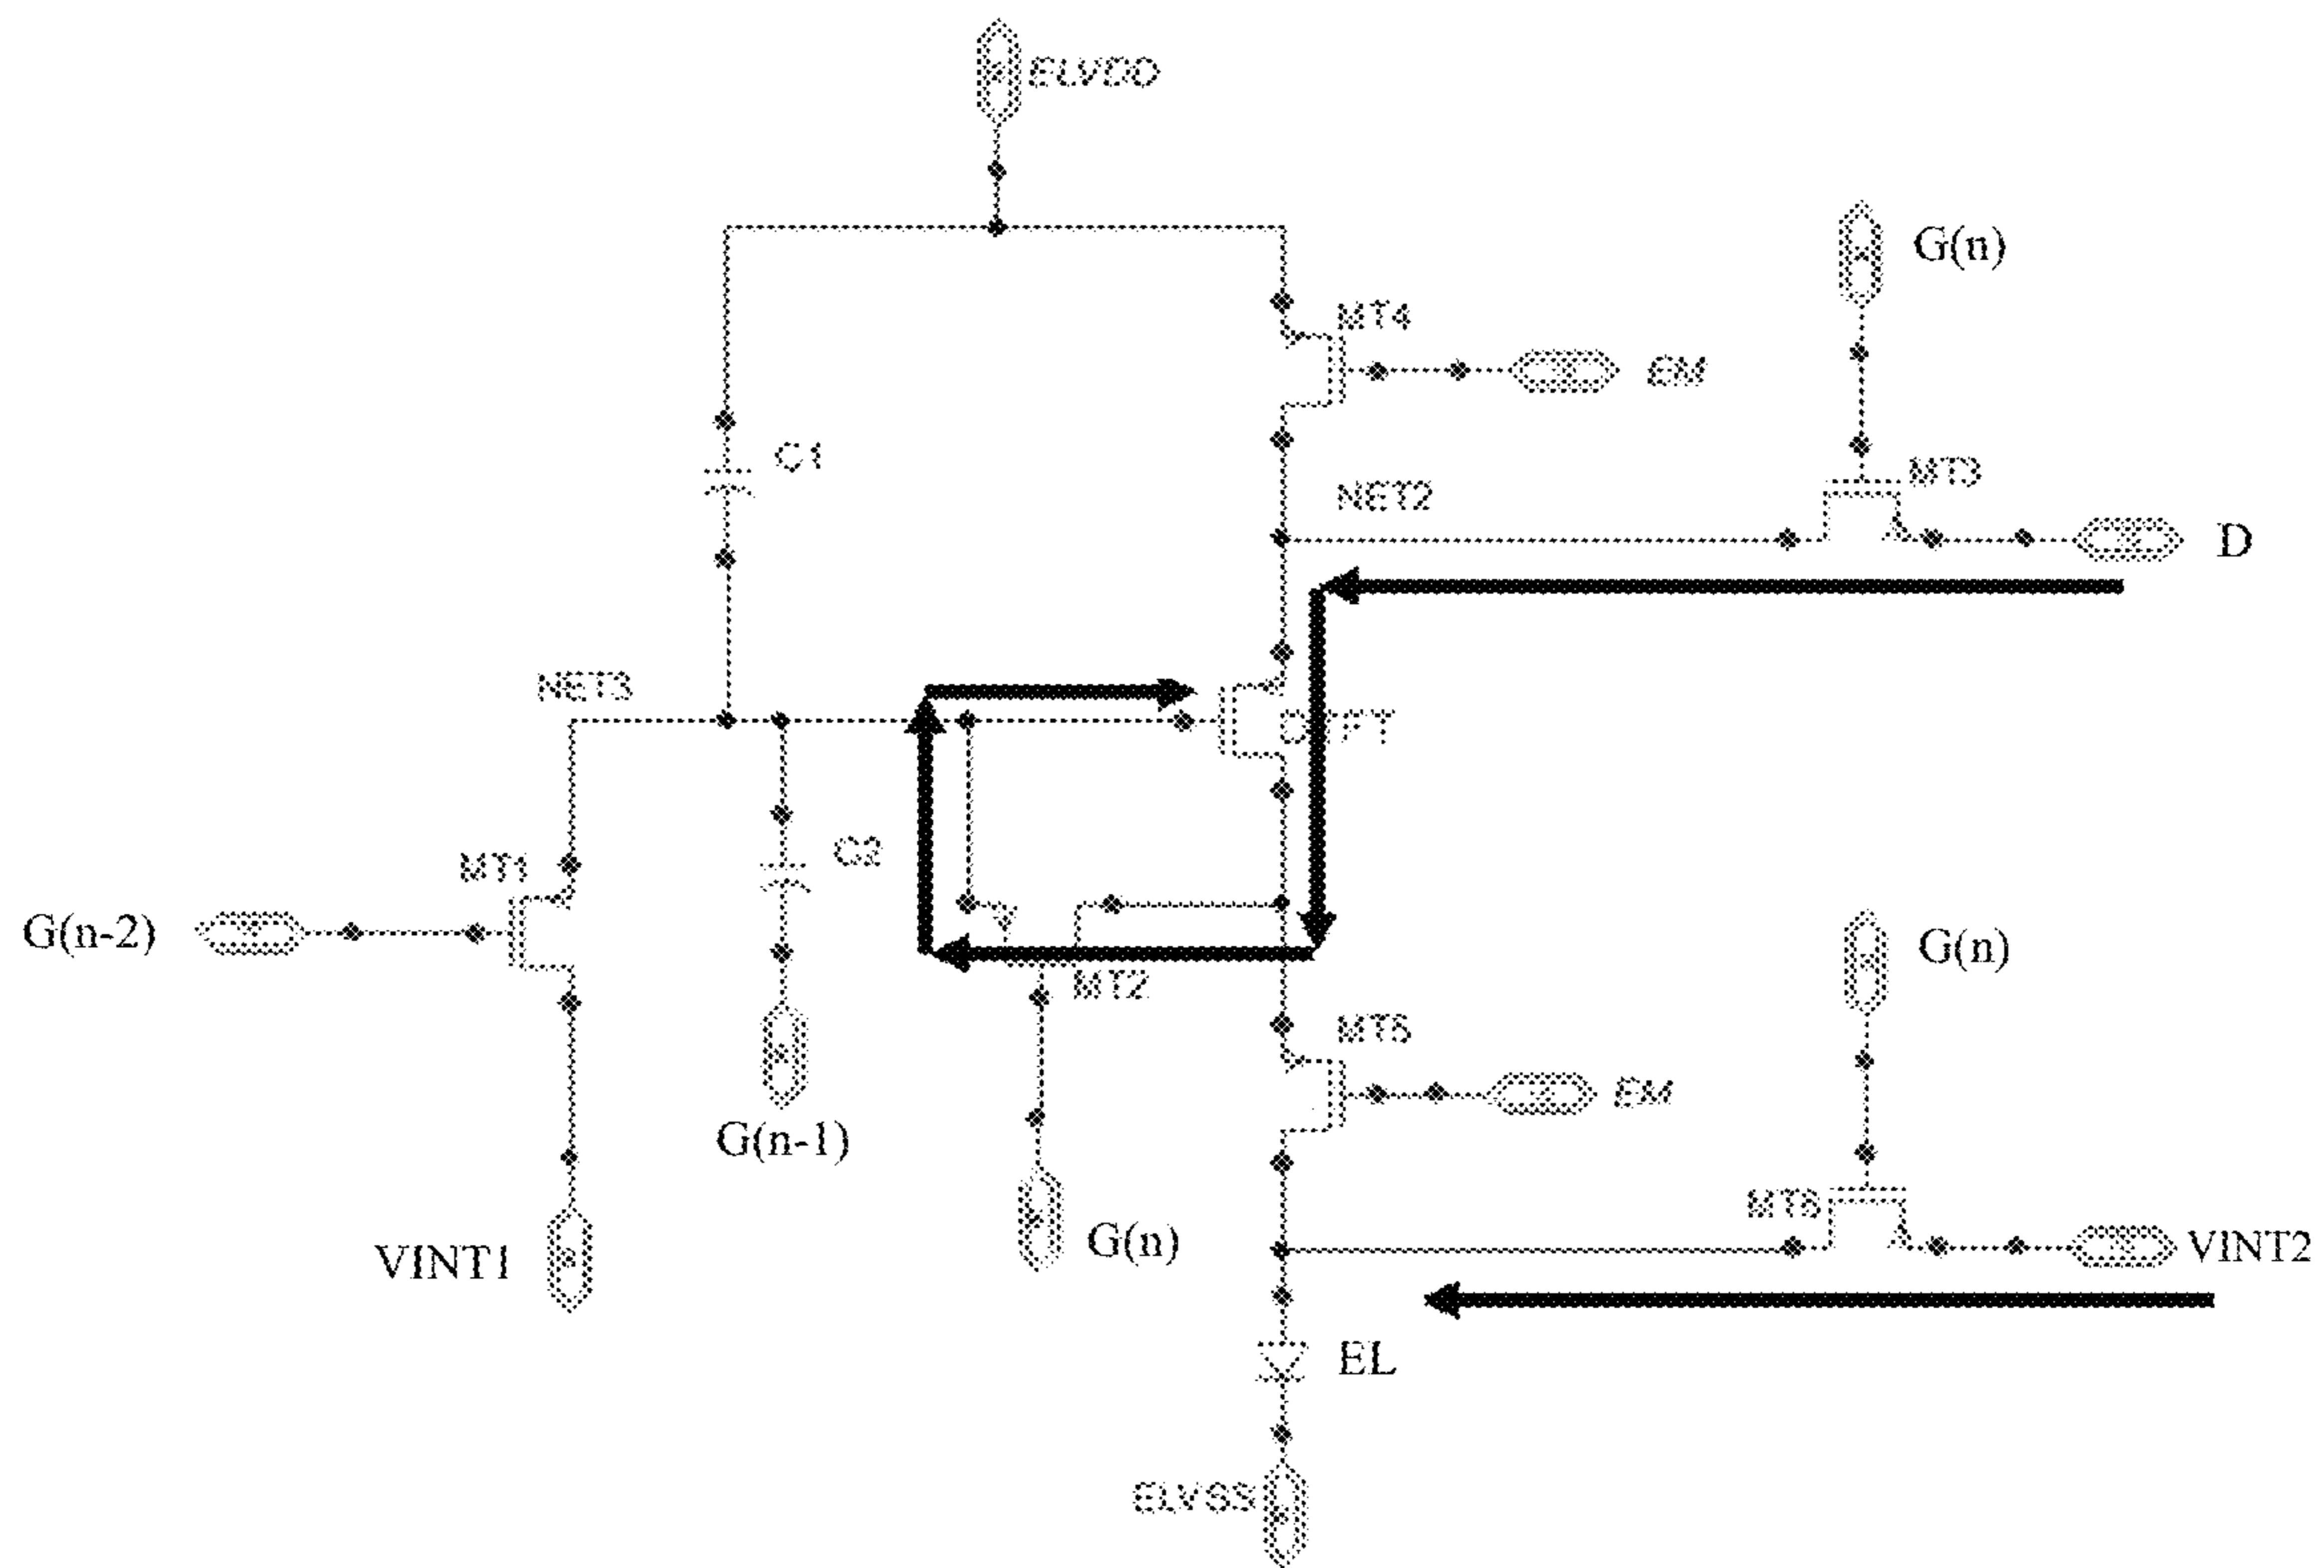 ELVDD
G(n)
MT4
EM
C1
NET2
MT3
D
NET3
DTFT
MT1
C2
G(n-2)
G(n)
MT2
MT5
EM
G(n-1)
MT6
G(n)
VINT1
VINT2
EL
ELVSS